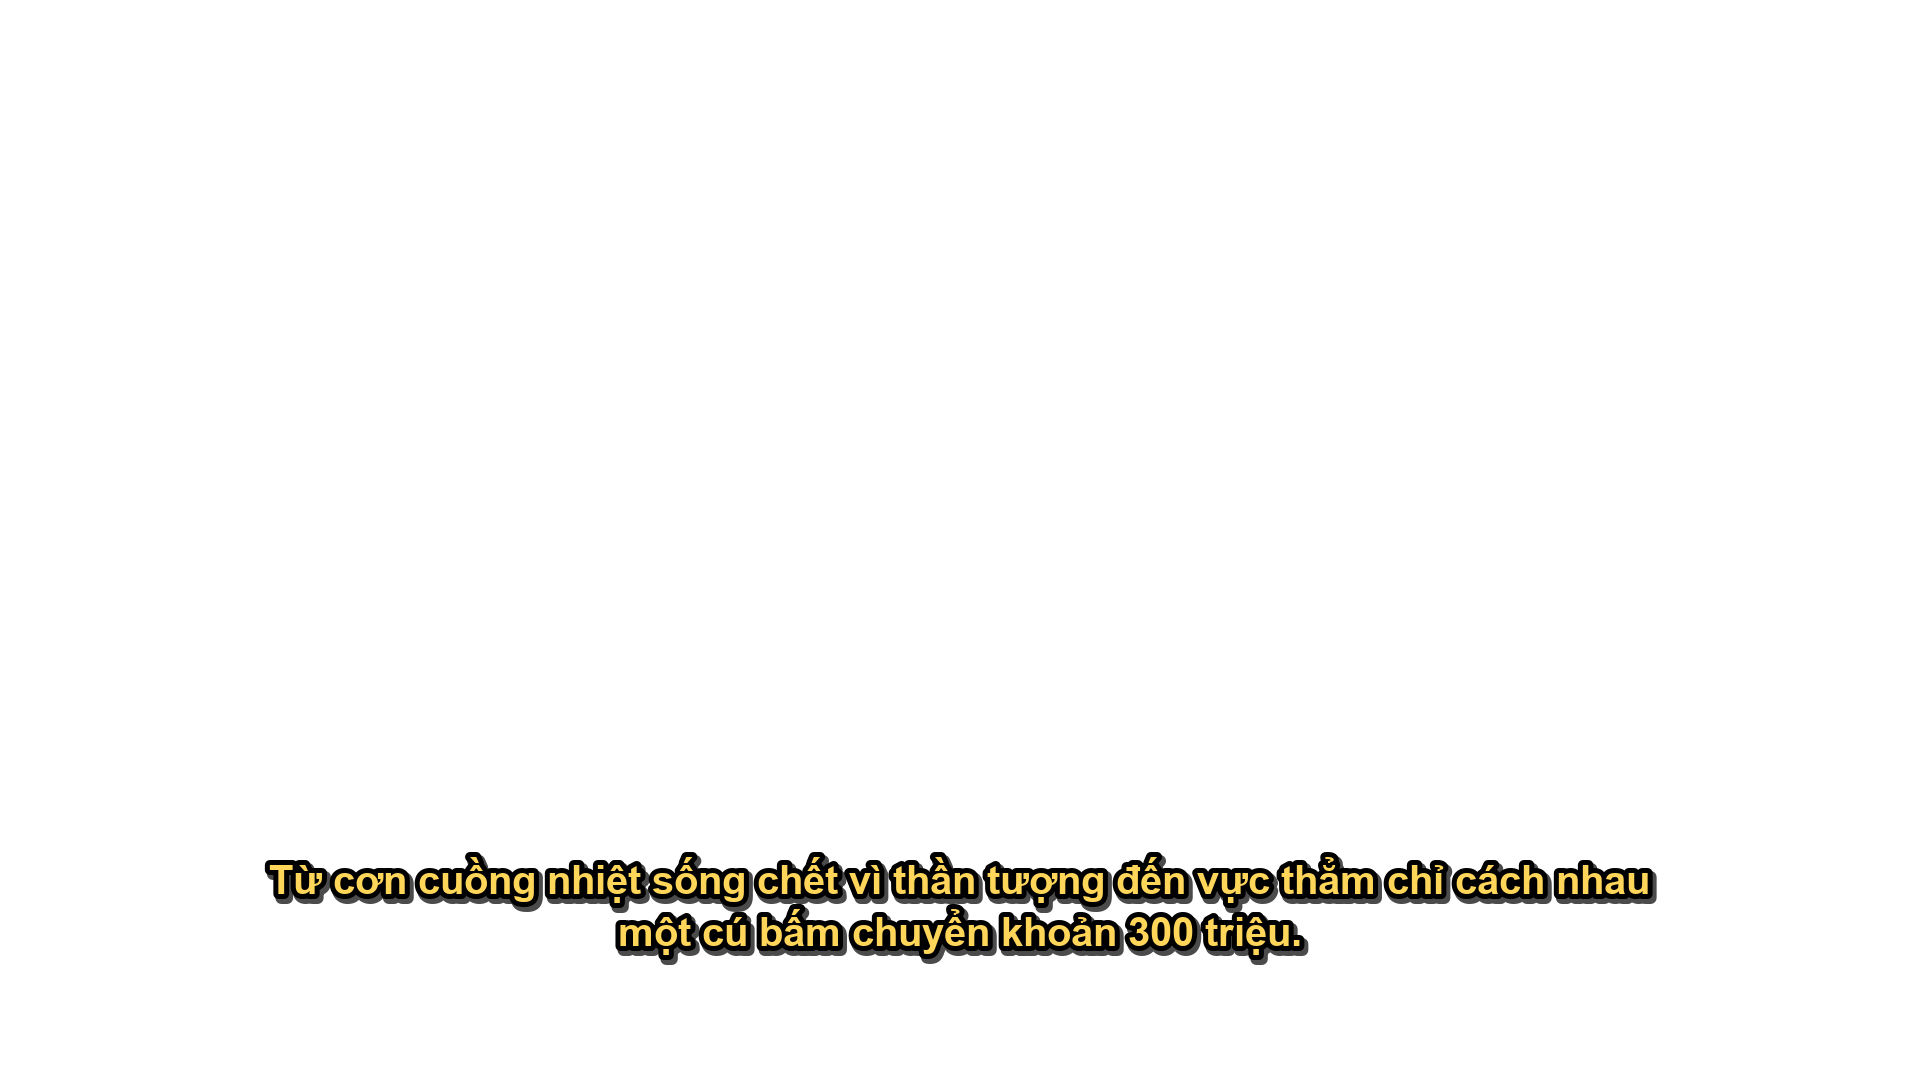 Từ cơn cuồng nhiệt sống chết vì thần tượng đến vực thẳm chỉ cách nhau
một cú bấm chuyển khoản 300 triệu.